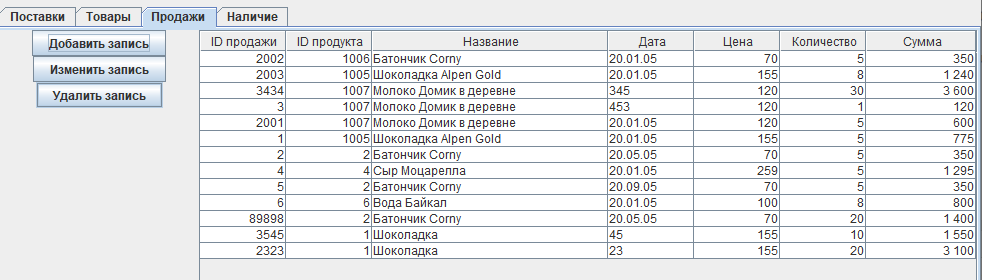 Поставки Товары Продажи Наличие
Добавить запись
Изменить запись
Удалить запись
ID продажи ID продукта Название Дата Цена Количество Сумма
2002 1006 Батончик Corny 20.01.05 70 5 350
2003 1005 Шоколадка Alpen Gold 20.01.05 155 8 1 240
3434 1007 Молоко Домик в деревне 345 120 30 3 600
3 1007 Молоко Домик в деревне 453 120 1 120
2001 1007 Молоко Домик в деревне 20.01.05 120 5 600
1 1005 Шоколадка Alpen Gold 20.01.05 155 5 775
2 2 Батончик Corny 20.05.05 70 5 350
4 4 Сыр Моцарелла 20.01.05 259 5 1 295
5 2 Батончик Corny 20.09.05 70 5 350
6 6 Вода Байкал 20.01.05 100 8 800
89898 2 Батончик Corny 20.05.05 70 20 1 400
3545 1 Шоколадка 45 155 10 1 550
2323 1 Шоколадка 23 155 20 3 100